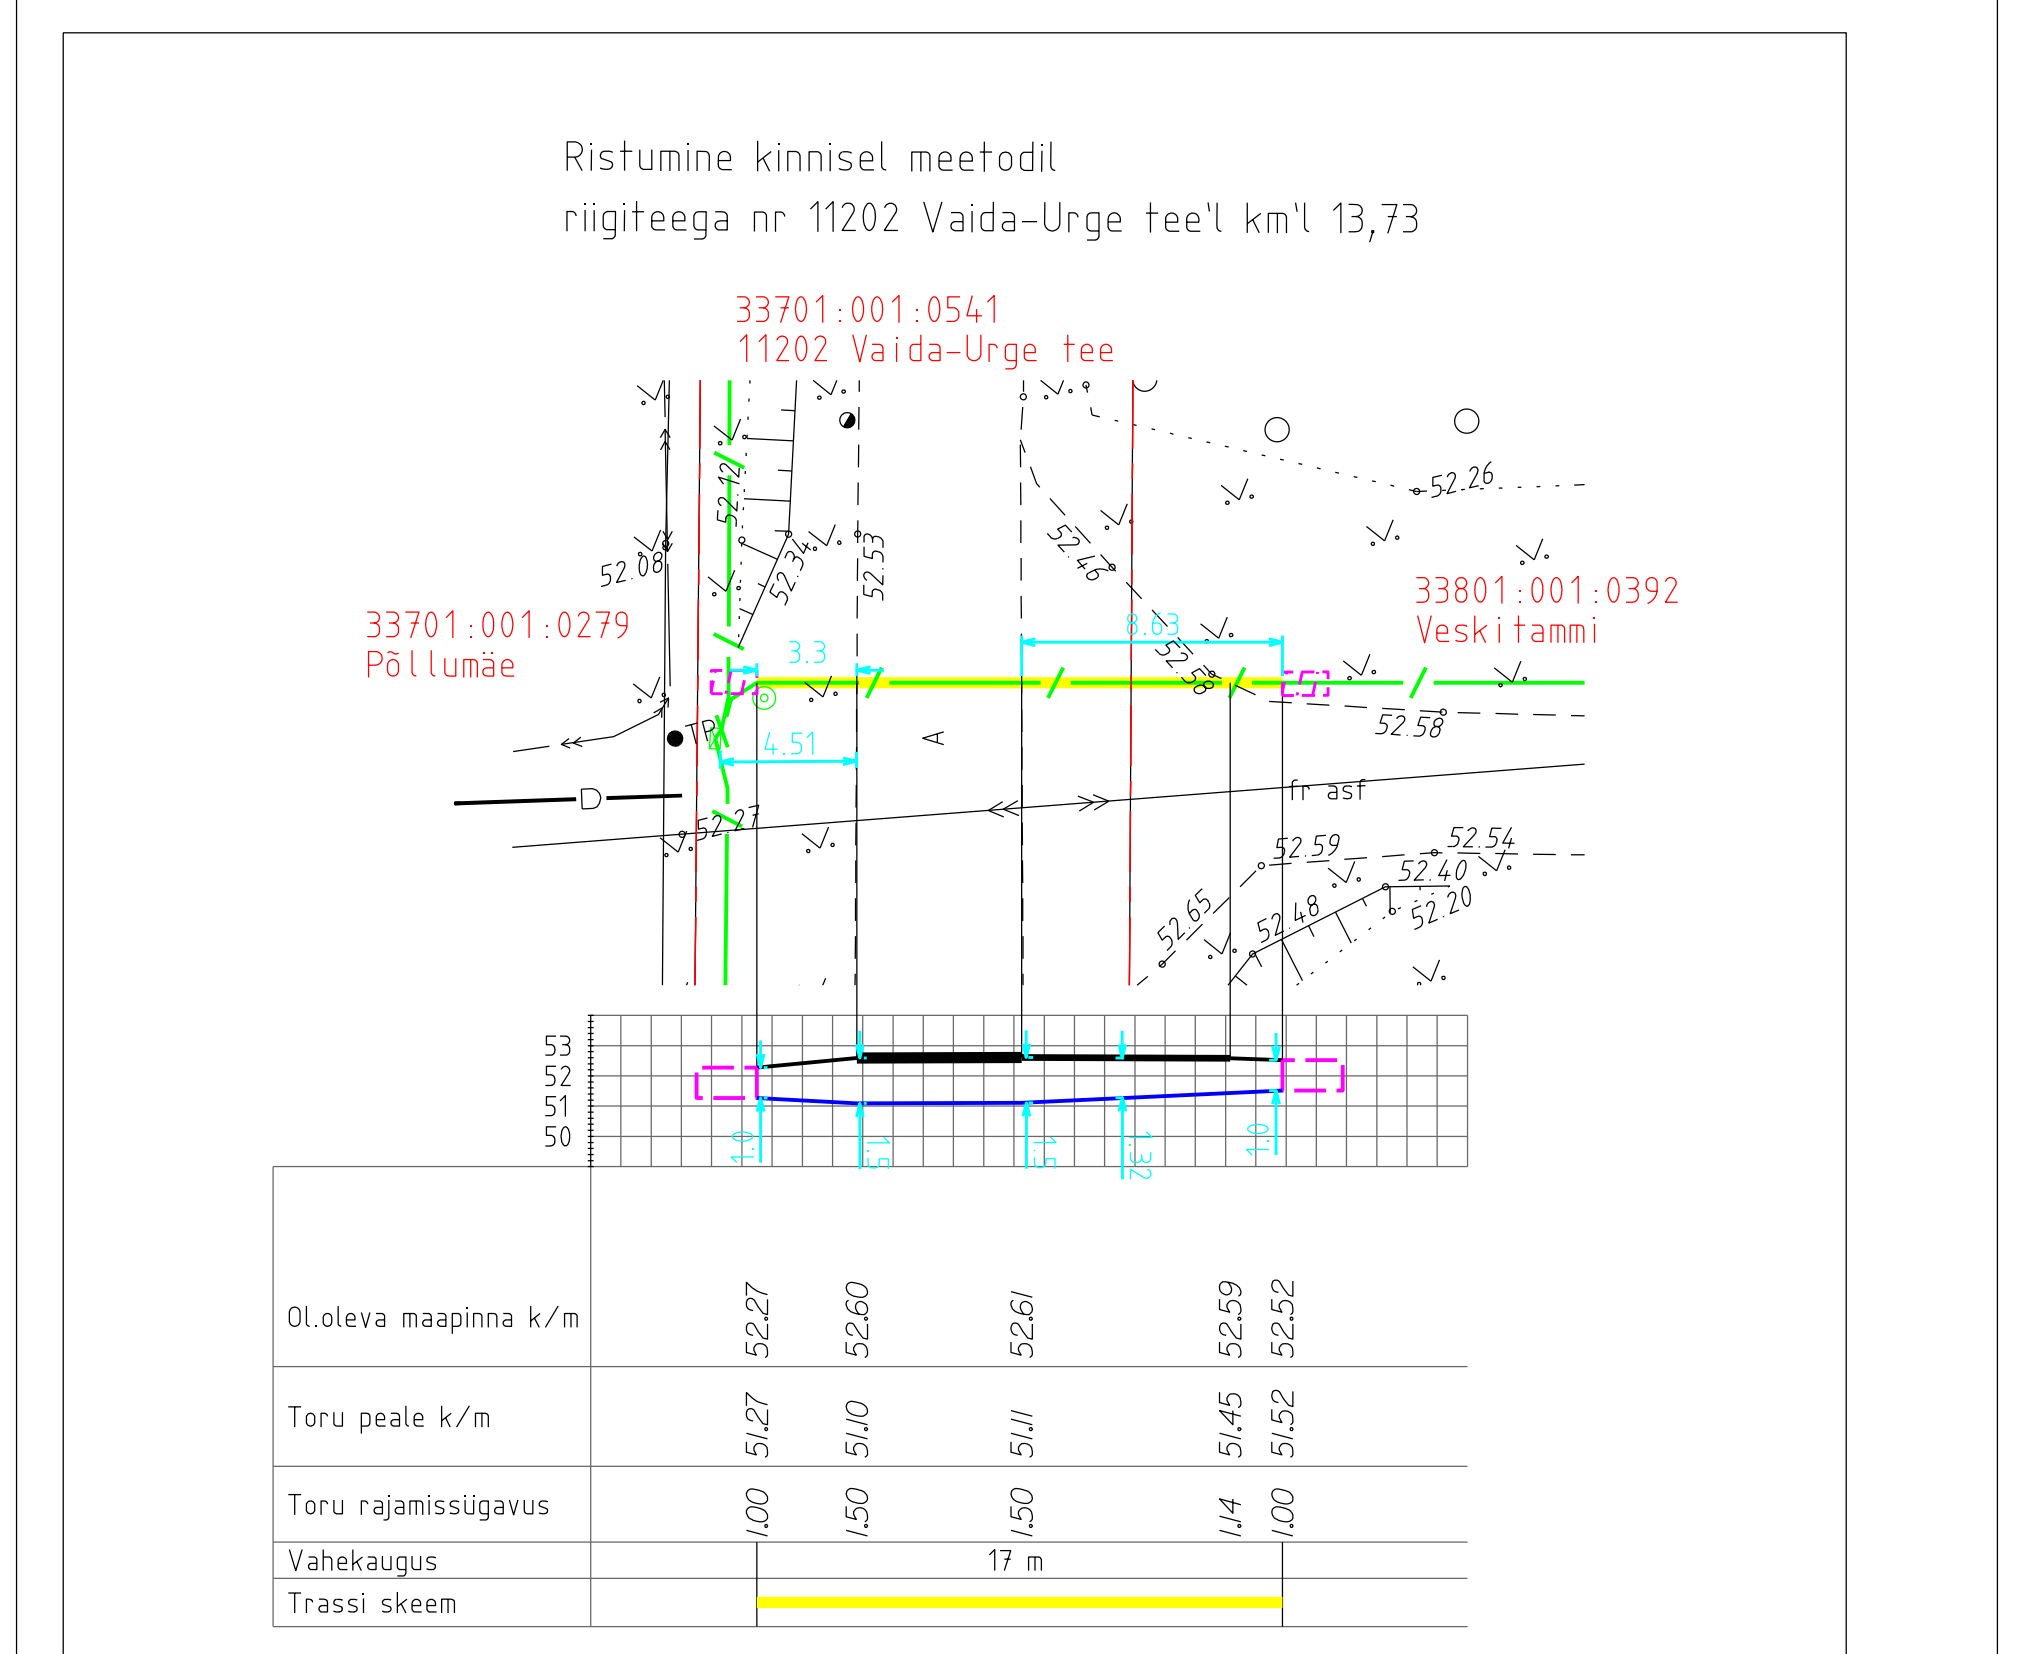 Ristumine kinnisel meetodil
riigiteega nr 11202 Vaida-Urge tee'l km'l 13,73
33701:001:0541
11202 Vaida-Urge tee
52.12
52.34
52.53
52.46
52.26
52.08
33701:001:0279
Põllumäe
33801:001:0392
Veskitammi
3.3
8.63
52.58
52.58
TP
4.51
A
D
fr asf
52.27
52.59
52.54
52.40
52.20
52.65
52.48
53
52
51
50
1.0
1.5
1.5
1.32
1.0
Ol.oleva maapinna k/m 52.27 52.60 52.61 52.59 52.52
Toru peale k/m 51.27 51.10 51.11 51.45 51.52
Toru rajamissügavus 1.00 1.50 1.50 1.14 1.00
Vahekaugus 17 m
Trassi skeem